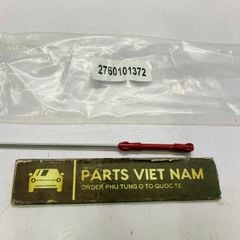 2760101372
PARTS VIET NAM
ORDER PHỤ TÙNG Ô TÔ QUỐC TẾ